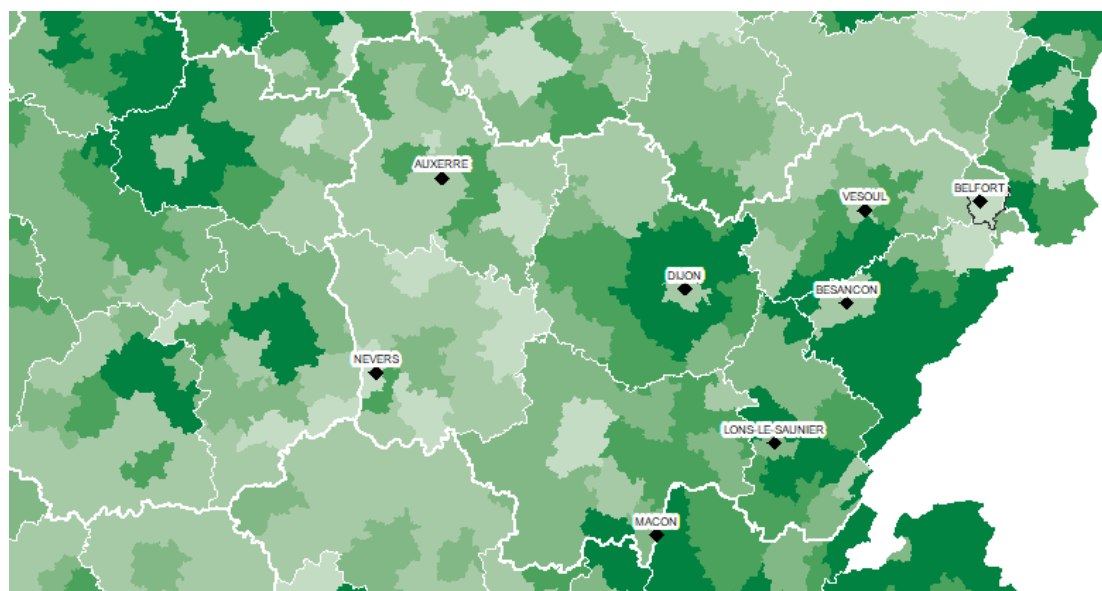 AUXERRE
BELFORT
VESOUL
DIJON
BESANCON
NEVERS
LONS-LE-SAUNIER
MACON